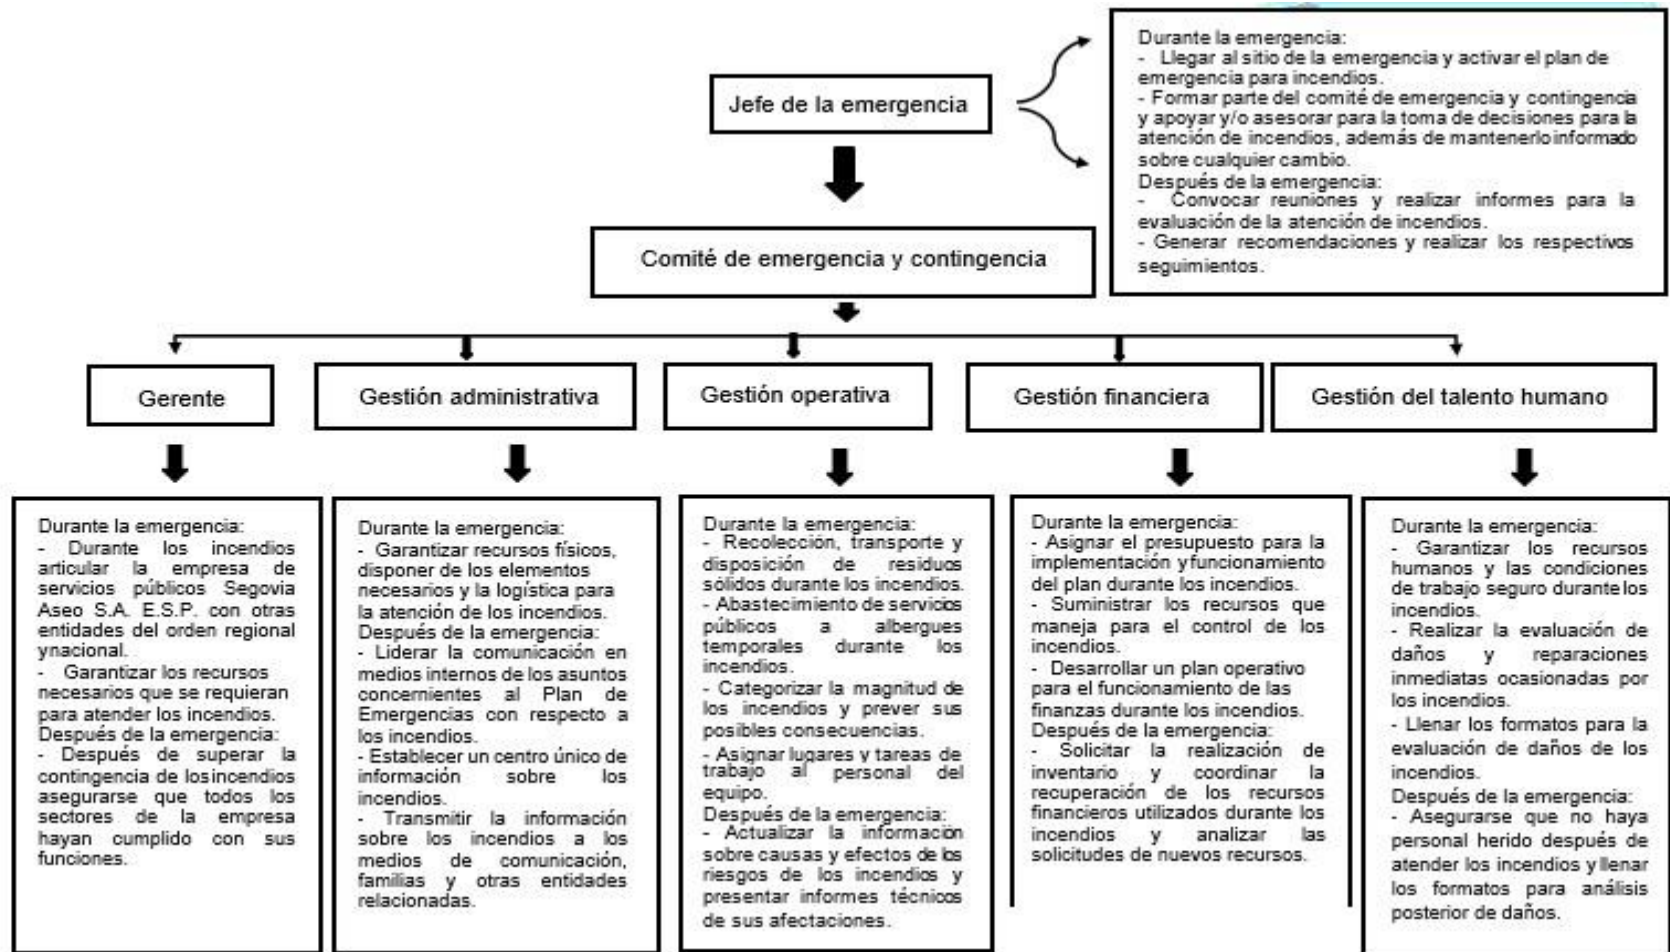 Jefe de la emergencia
Durante la emergencia:
- Llegar al sitio de la emergencia y activar el plan de
emergencia para incendios.
- Formar parte del comité de emergencia y contingencia
y apoyar y/o asesorar para la toma de decisiones para la
atención de incendios, además de mantenerlo informado
sobre cualquier cambio.
Después de la emergencia:
- Convocar reuniones y realizar informes para la
evaluación de la atención de incendios.
- Generar recomendaciones y realizar los respectivos
seguimientos.
Comité de emergencia y contingencia
Gerente
Gestión administrativa
Gestión operativa
Gestión financiera
Gestión del talento humano
Durante la emergencia:
- Durante los incendios
articular la empresa de
servicios públicos Segovia
Aseo S.A. E.S.P. con otras
entidades del orden regional
ynacional.
- Garantizar los recursos
necesarios que se requieran
para atender los incendios.
Después de la emergencia:
- Después de superar la
contingencia de los incendios
asegurarse que todos los
sectores de la empresa
hayan cumplido con sus
funciones.
Durante la emergencia:
- Garantizar recursos físicos,
disponer de los elementos
necesarios y la logística para
la atención de los incendios.
Después de la emergencia:
- Liderar la comunicación en
medios internos de los asuntos
concernientes al Plan de
Emergencias con respecto a
los incendios.
- Establecer un centro único de
información sobre los
incendios.
- Transmitir la información
sobre los incendios a los
medios de comunicación,
familias y otras entidades
relacionadas.
Durante la emergencia:
- Recolección, transporte y
disposición de residuos
sólidos durante los incendios.
- Abastecimiento de servicios
públicos a albergues
temporales durante los
incendios.
- Categorizar la magnitud de
los incendios y prever sus
posibles consecuencias.
- Asignar lugares y tareas de
trabajo al personal del
equipo.
Después de la emergencia:
- Actualizar la información
sobre causas y efectos de los
riesgos de los incendios y
presentar informes técnicos
de sus afectaciones.
Durante la emergencia:
- Asignar el presupuesto para la
implementación y funcionamiento
del plan durante los incendios.
- Suministrar los recursos que
maneja para el control de los
incendios.
- Desarrollar un plan operativo
para el funcionamiento de las
finanzas durante los incendios.
Después de la emergencia:
- Solicitar la realización de
inventario y coordinar la
recuperación de los recursos
financieros utilizados durante los
incendios y analizar las
solicitudes de nuevos recursos.
Durante la emergencia:
- Garantizar los recursos
humanos y las condiciones
de trabajo seguro durante los
incendios.
- Realizar la evaluación de
daños y reparaciones
inmediatas ocasionadas por
los incendios.
- Llenar los formatos para la
evaluación de daños de los
incendios.
Después de la emergencia:
- Asegurarse que no haya
personal herido después de
atender los incendios y llenar
los formatos para análisis
posterior de daños.